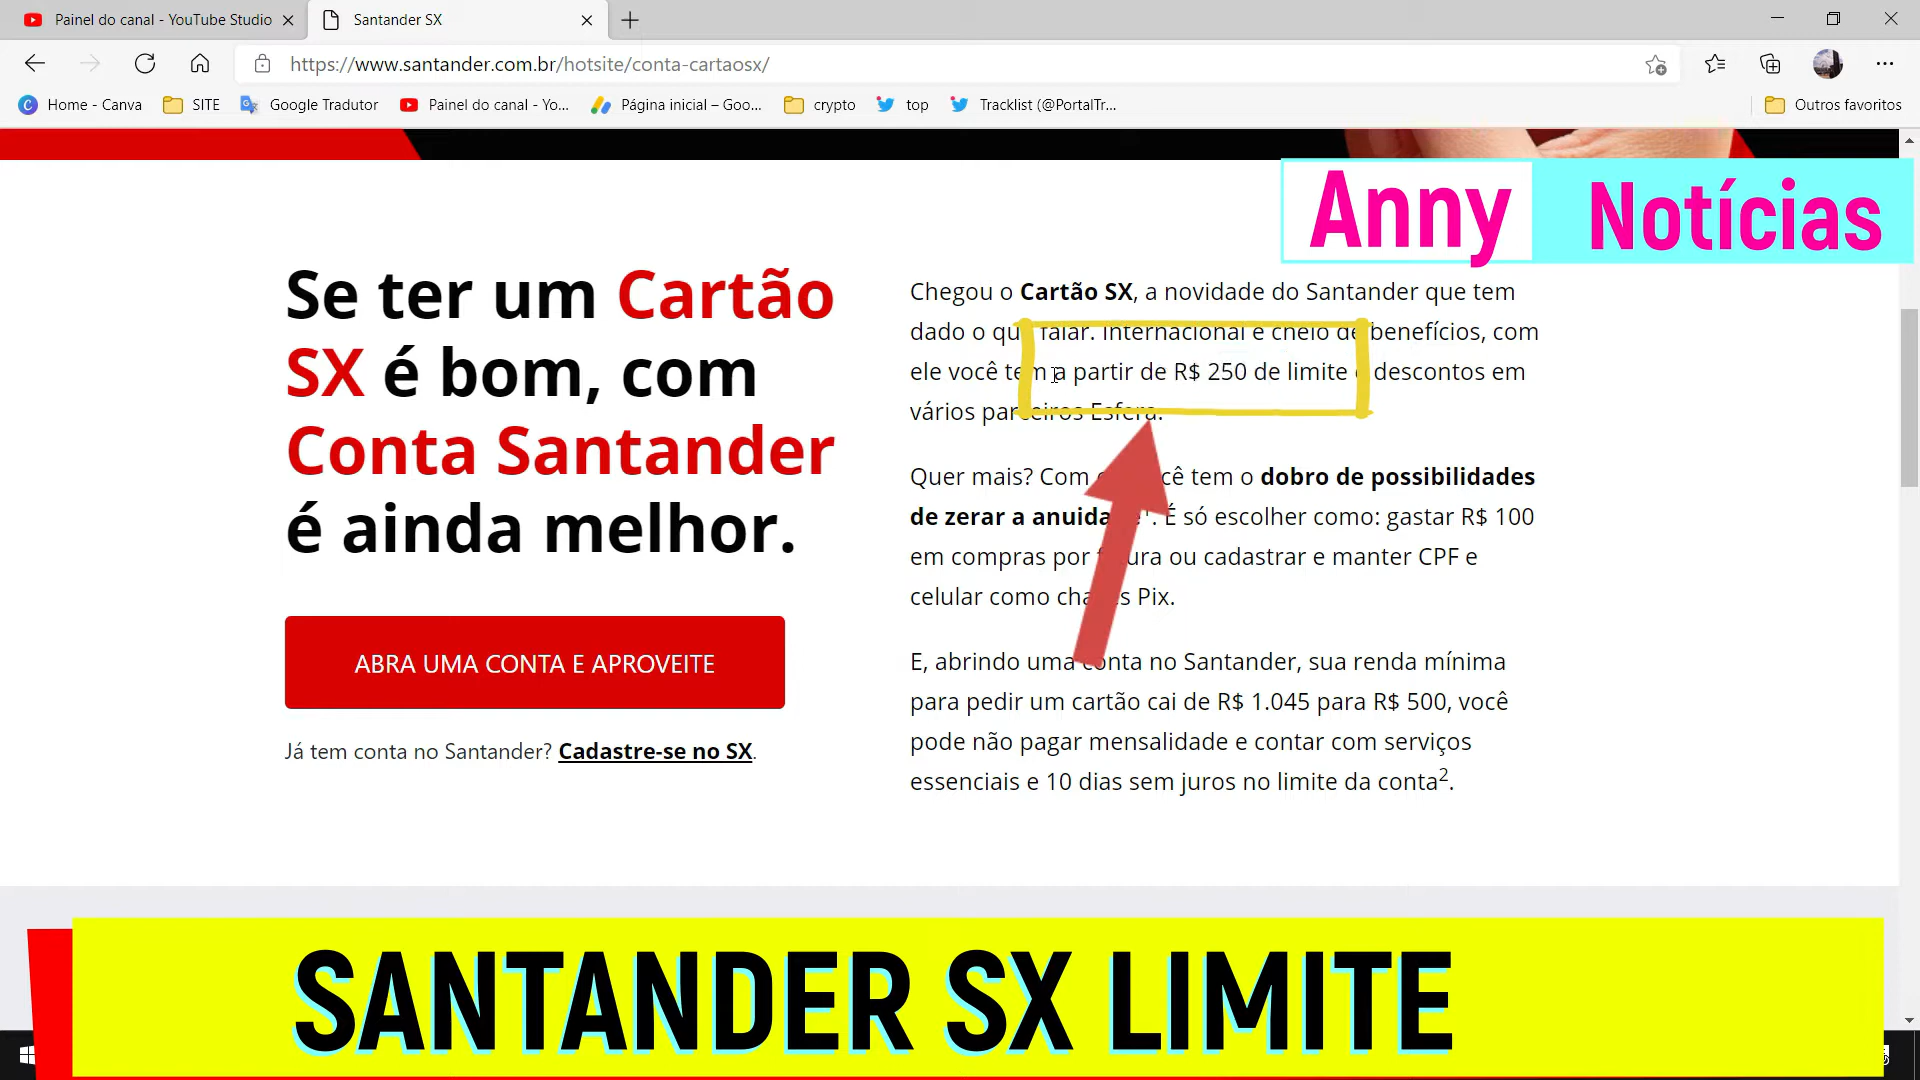 Painel do canal - YouTube Studio
Santander SX
https://www.santander.com.br/hotsite/conta-cartaosx/
Home - Canva
SITE
Google Tradutor
Painel do canal - Yo...
Página inicial – Goo...
crypto
top
Tracklist (@PortalTr...
Outros favoritos
Anny Notícias
Se ter um Cartão
SX é bom, com
Conta Santander
é ainda melhor.
ABRA UMA CONTA E APROVEITE
Já tem conta no Santander? Cadastre-se no SX.
Chegou o Cartão SX, a novidade do Santander que tem
dado o que falar. Internacional e cheio de benefícios, com
ele você tem a partir de R$ 250 de limite e descontos em
vários parceiros Esfera.
Quer mais? Com você tem o dobro de possibilidades
de zerar a anuidade¹. É só escolher como: gastar R$ 100
em compras por fatura ou cadastrar e manter CPF e
celular como chaves Pix.
E, abrindo uma conta no Santander, sua renda mínima
para pedir um cartão cai de R$ 1.045 para R$ 500, você
pode não pagar mensalidade e contar com serviços
essenciais e 10 dias sem juros no limite da conta².
SANTANDER SX LIMITE